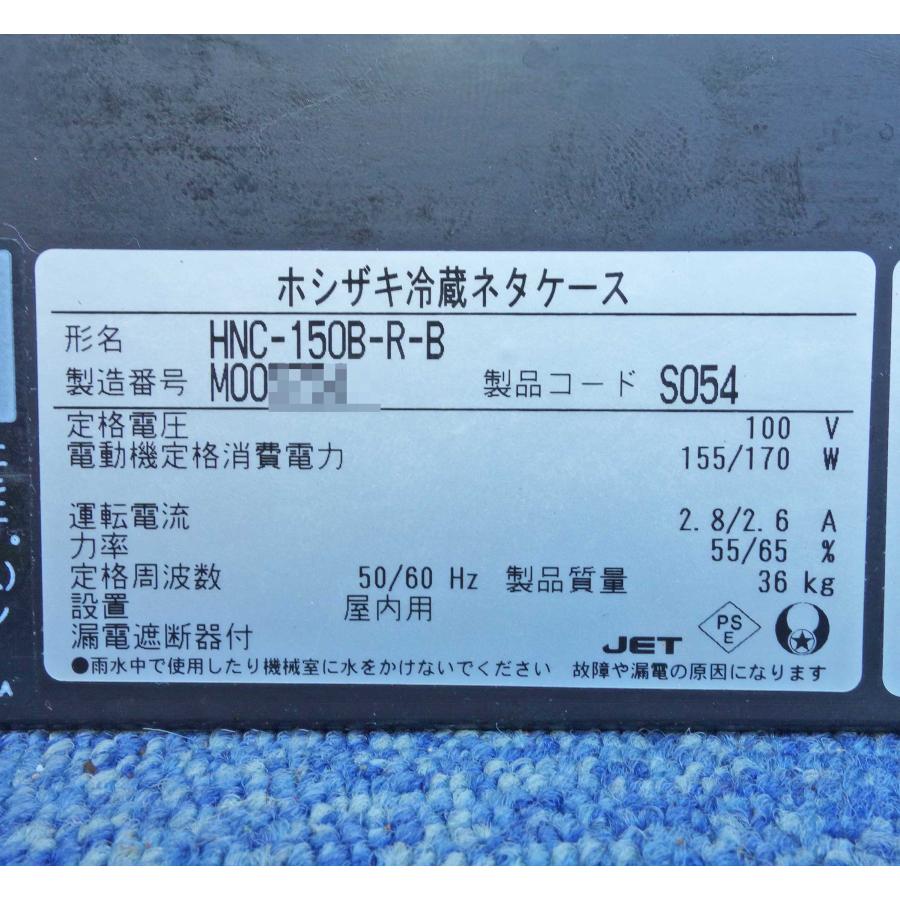 ホシザキ冷蔵ネタケース
形名 HNC-150B-R-B
製造番号 M00 製品コード S054
定格電圧 100 V
電動機定格消費電力 155/170 W
運転電流 2.8/2.6 A
力率 55/65 %
定格周波数 50/60 Hz 製品質量 36 kg
設置 屋内用
漏電遮断器付 JET PS E
●雨水中で使用したり機械室に水をかけないでください 故障や漏電の原因になります